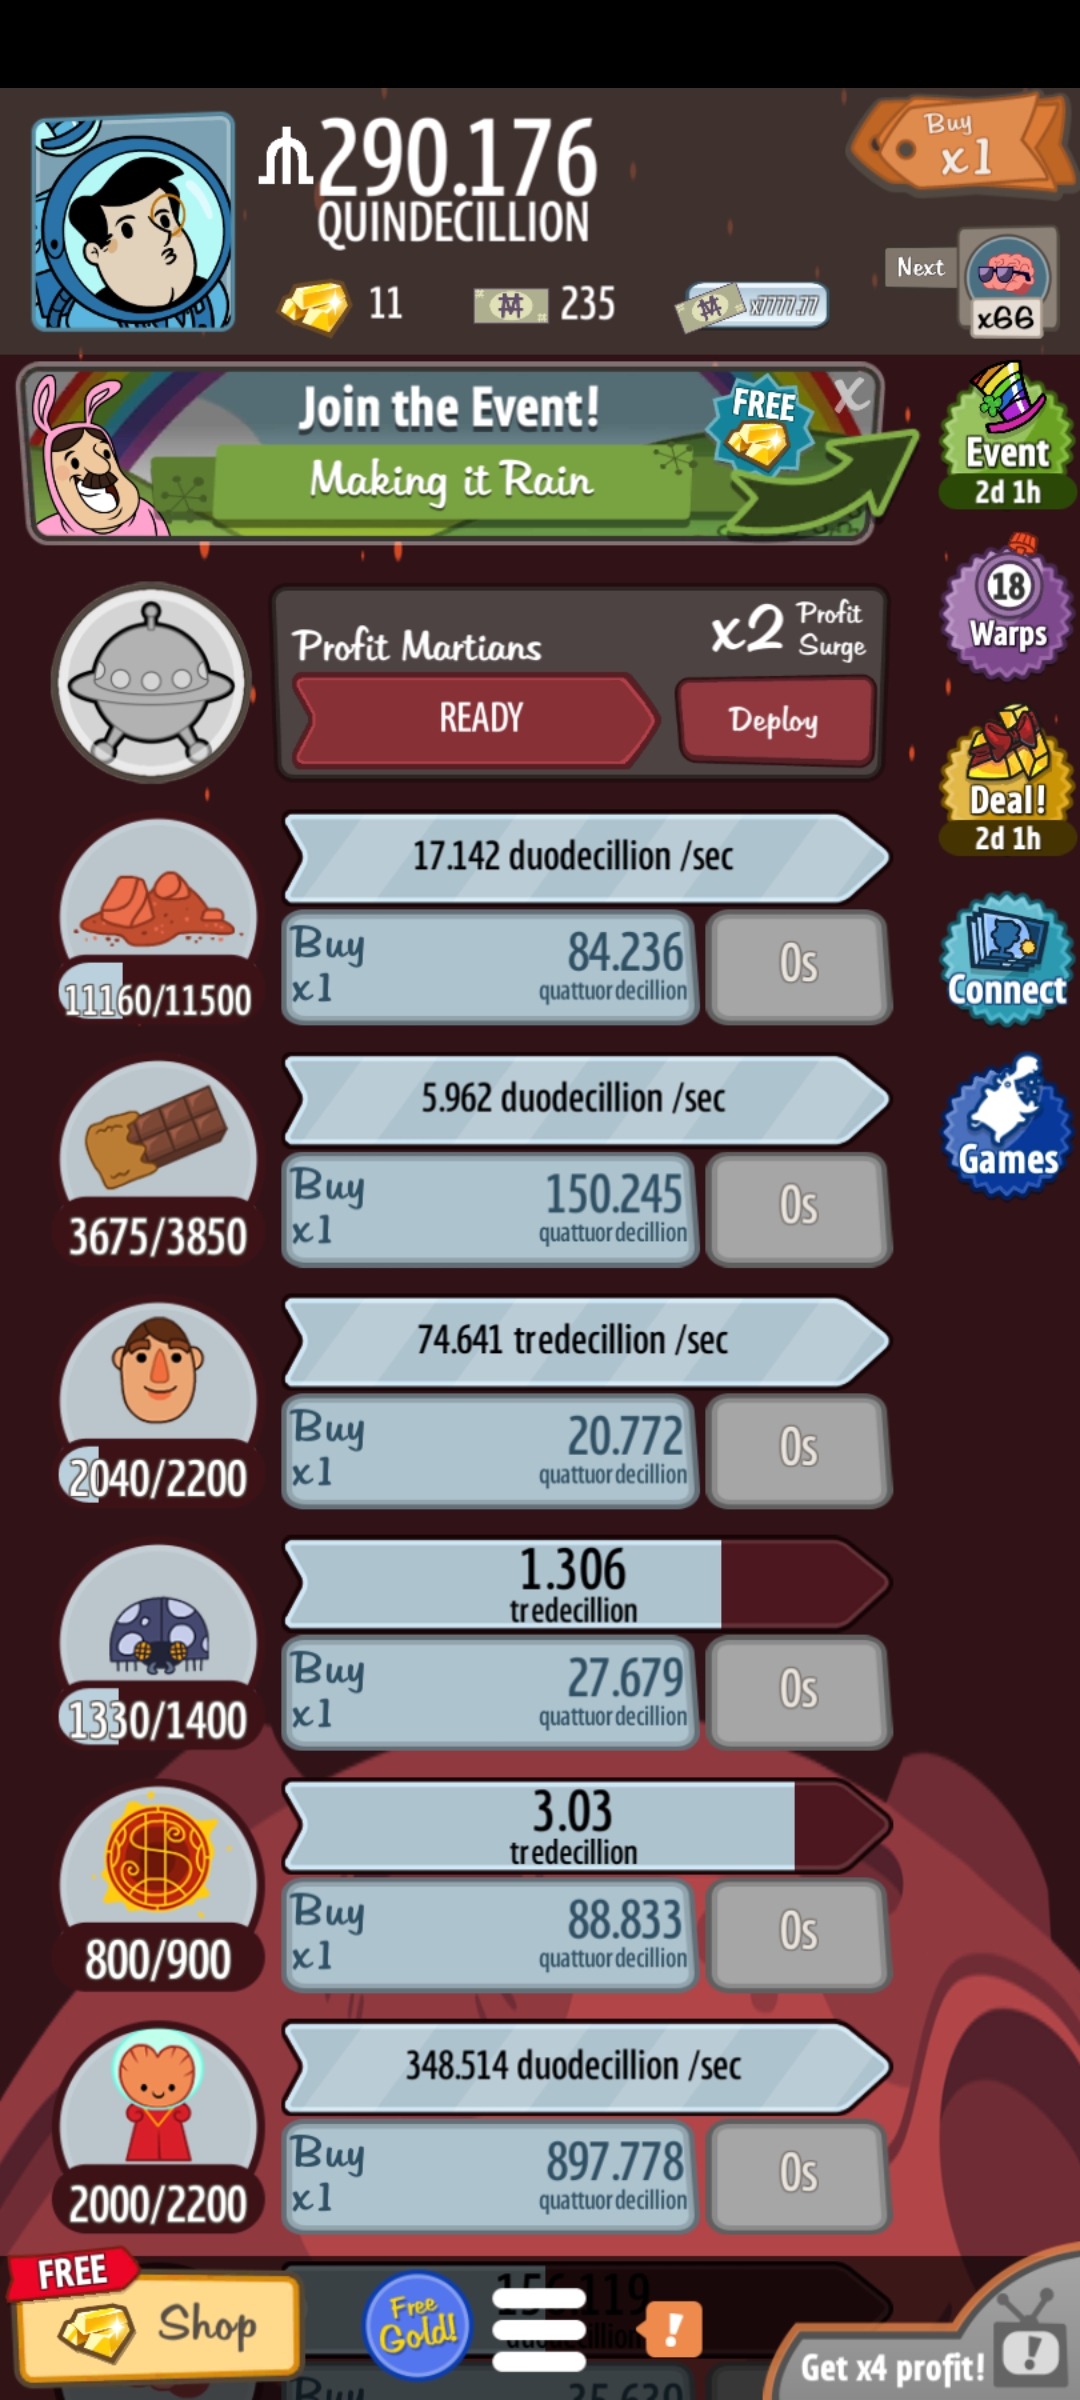 290.176
QUINDECILLION
Buy
x1
11
235
x7777.77
Next
x66
Join the Event!
Making it Rain
FREE
X
Event
2d 1h
18
Warps
Profit Martians
x2 Profit
Surge
READY
Deploy
Deal!
2d 1h
17.142 duodecillion /sec
Buy
x1
84.236
quattuordecillion
0s
11160/11500
Connect
5.962 duodecillion /sec
Buy
x1
150.245
quattuordecillion
0s
3675/3850
Games
74.641 tredecillion /sec
Buy
x1
20.772
quattuordecillion
0s
2040/2200
1.306
tredecillion
Buy
x1
27.679
quattuordecillion
0s
1330/1400
3.03
tredecillion
Buy
x1
88.833
quattuordecillion
0s
800/900
348.514 duodecillion /sec
Buy
x1
897.778
quattuordecillion
0s
2000/2200
FREE
Shop
Free
Gold!
!
Get x4 profit!
!
Buy